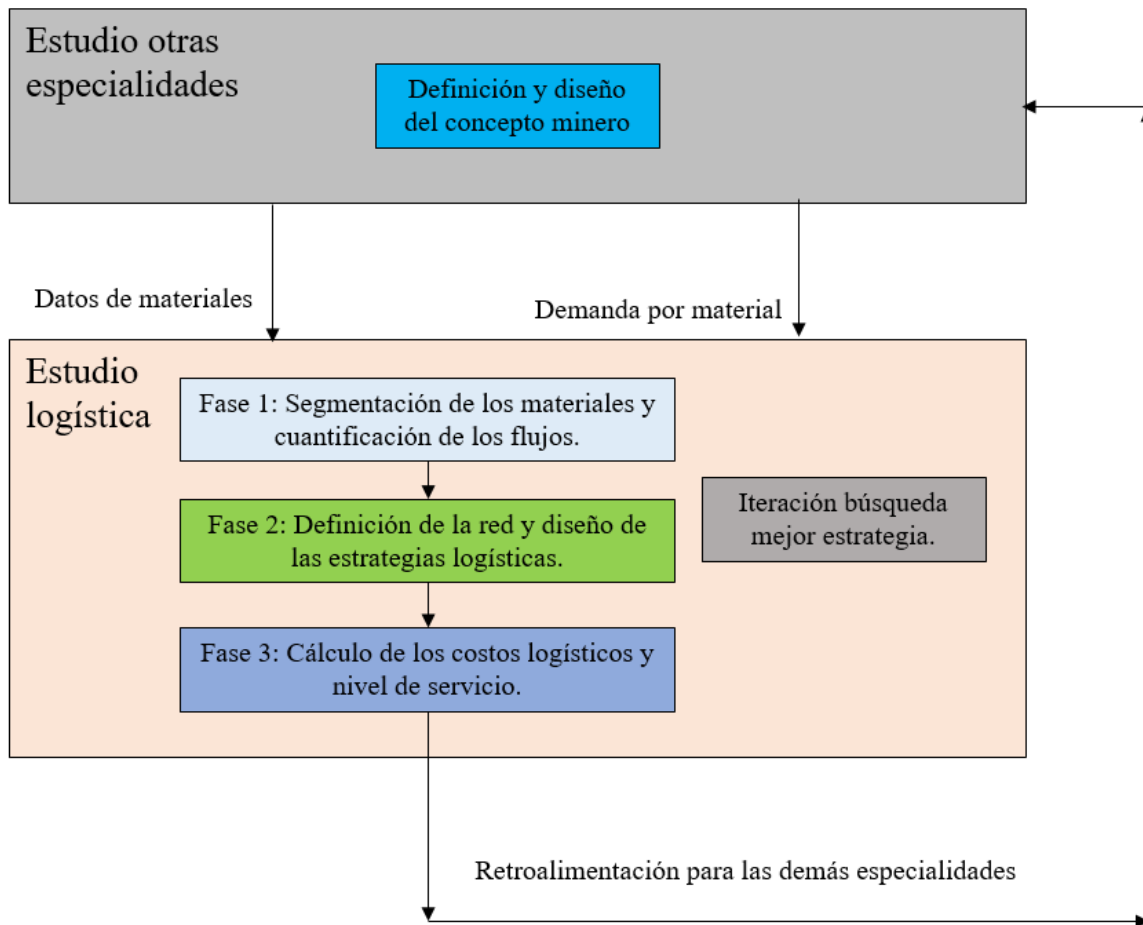 Estudio otras
especialidades
Definición y diseño
del concepto minero
Datos de materiales
Demanda por material
Estudio
logística
Fase 1: Segmentación de los materiales y
cuantificación de los flujos.
Fase 2: Definición de la red y diseño de
las estrategias logísticas.
Iteración búsqueda
mejor estrategia.
Fase 3: Cálculo de los costos logísticos y
nivel de servicio.
Retroalimentación para las demás especialidades